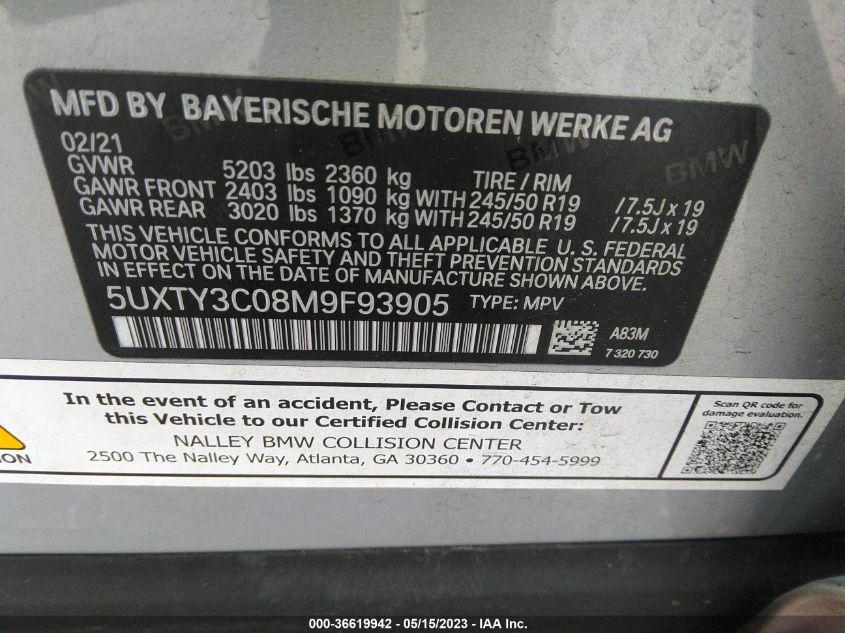 MFD BY BAYERISCHE MOTOREN WERKE AG
02/21
GVWR 5203 lbs 2360 kg TIRE / RIM
GAWR FRONT 2403 lbs 1090 kg WITH 245/50 R19 / 7.5J x 19
GAWR REAR 3020 lbs 1370 kg WITH 245/50 R19 / 7.5J x 19
THIS VEHICLE CONFORMS TO ALL APPLICABLE U. S. FEDERAL
MOTOR VEHICLE SAFETY AND THEFT PREVENTION STANDARDS
IN EFFECT ON THE DATE OF MANUFACTURE SHOWN ABOVE.
5UXTY3C08M9F93905 TYPE: MPV
A83M
7 320 730
BMW
In the event of an accident, Please Contact or Tow
this Vehicle to our Certified Collision Center:
NALLEY BMW COLLISION CENTER
2500 The Nalley Way, Atlanta, GA 30360 • 770-454-5999
Scan QR code for
damage evaluation.
000-36619942 - 05/15/2023 - IAA Inc.